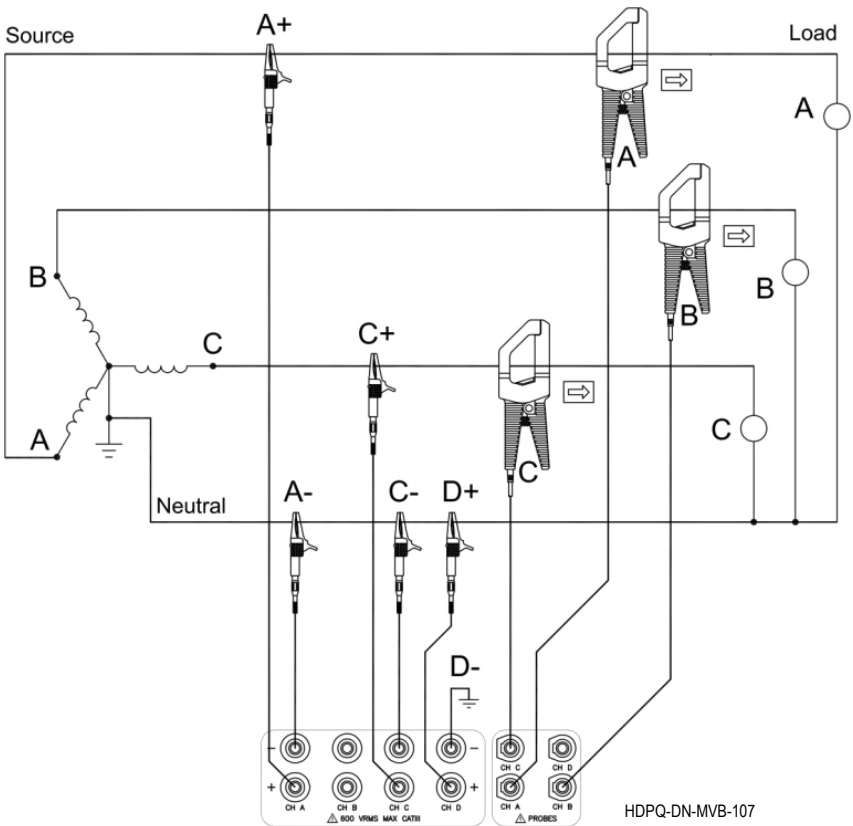 Source
A+
Load
A
A
B
B
B
C+
C
C
C
A
A-
C-
D+
Neutral
D-
- -
CH C CH D
+ +
CH A CH B CH C CH D
CH A CH B
⚠ 600 VRMS MAX CATIII
⚠ PROBES
HDPQ-DN-MVB-107